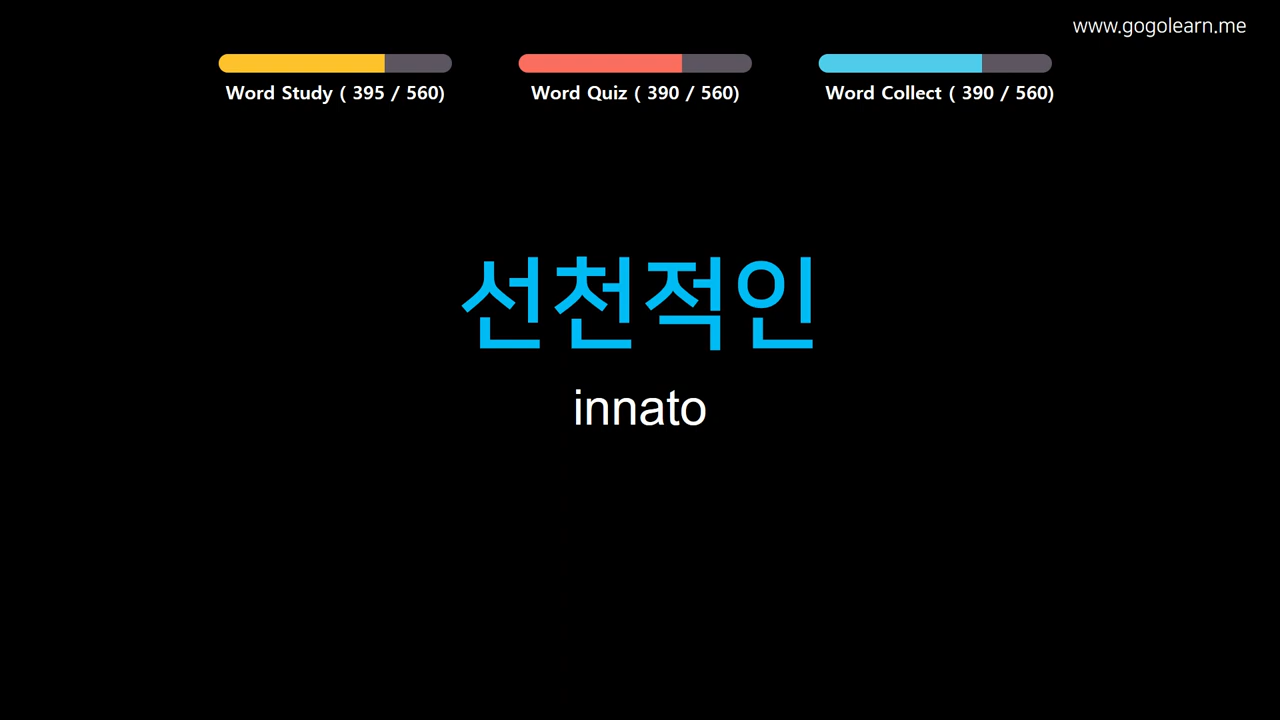 www.gogolearn.me
Word Study ( 395 / 560)
Word Quiz ( 390 / 560)
Word Collect ( 390 / 560)
선천적인
innato